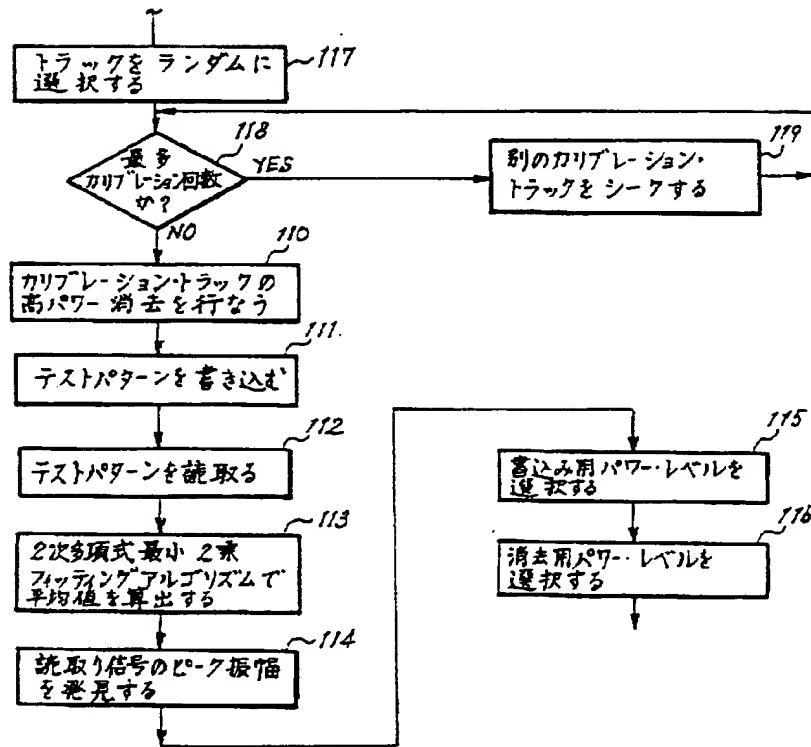 トラックをランダムに
選択する
117
118
最多
カリブレーション回数
か?
YES
NO
別のカリブレーション・
トラックをシークする
119
110
カリブレーション・トラックの
高パワー消去を行なう
111
テストパターンを書き込む
112
テストパターンを読取る
113
2次多項式最小2乗
フィッティングアルゴリズムで
平均値を算出する
114
読取り信号のピーク振幅
を発見する
115
書込み用パワー・レベルを
選択する
116
消去用パワー・レベルを
選択する